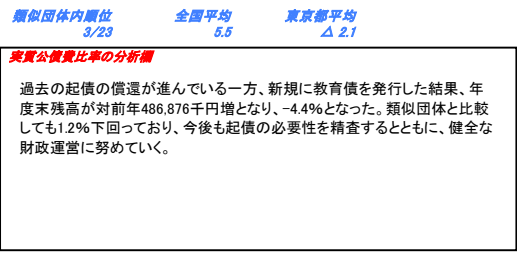 類似団体内順位 全国平均 東京都平均
3/23 5.5 △ 2.1
実質公債費比率の分析欄
過去の起債の償還が進んでいる一方、新規に教育債を発行した結果、年
度末残高が対前年486,876千円増となり、-4.4%となった。類似団体と比較
しても1.2%下回っており、今後も起債の必要性を精査するとともに、健全な
財政運営に努めていく。